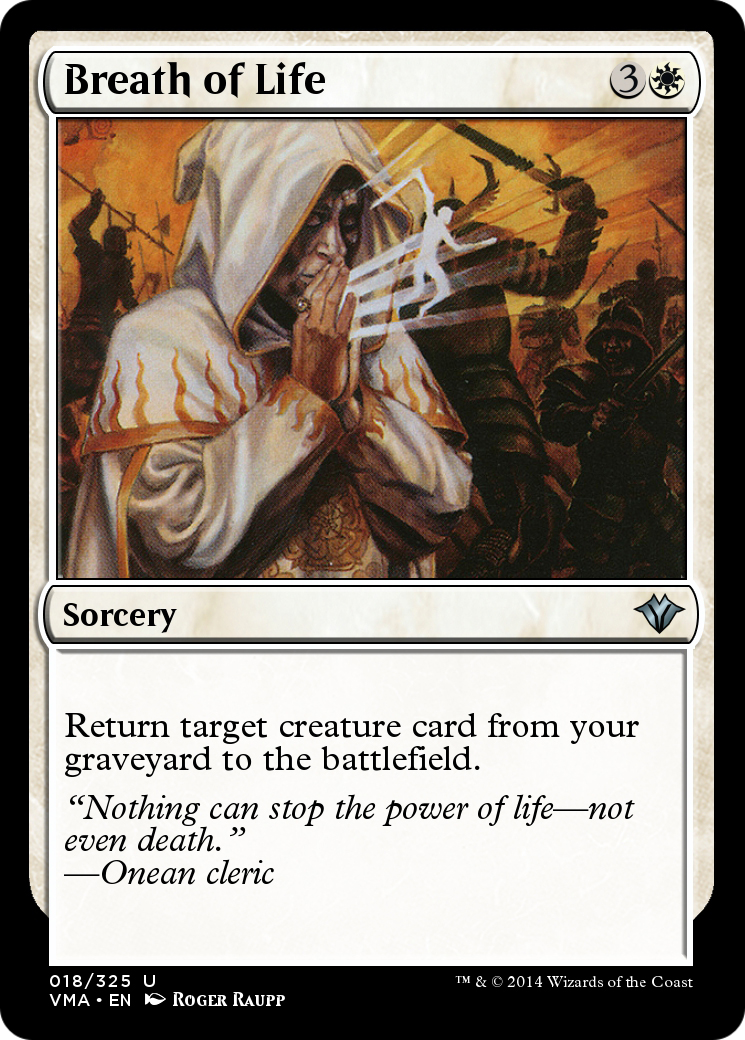 Breath of Life 3
Sorcery
Return target creature card from your
graveyard to the battlefield.
“Nothing can stop the power of life—not
even death.”
—Onean cleric
018/325 U
™ & © 2014 Wizards of the Coast
VMA • EN Roger Raupp